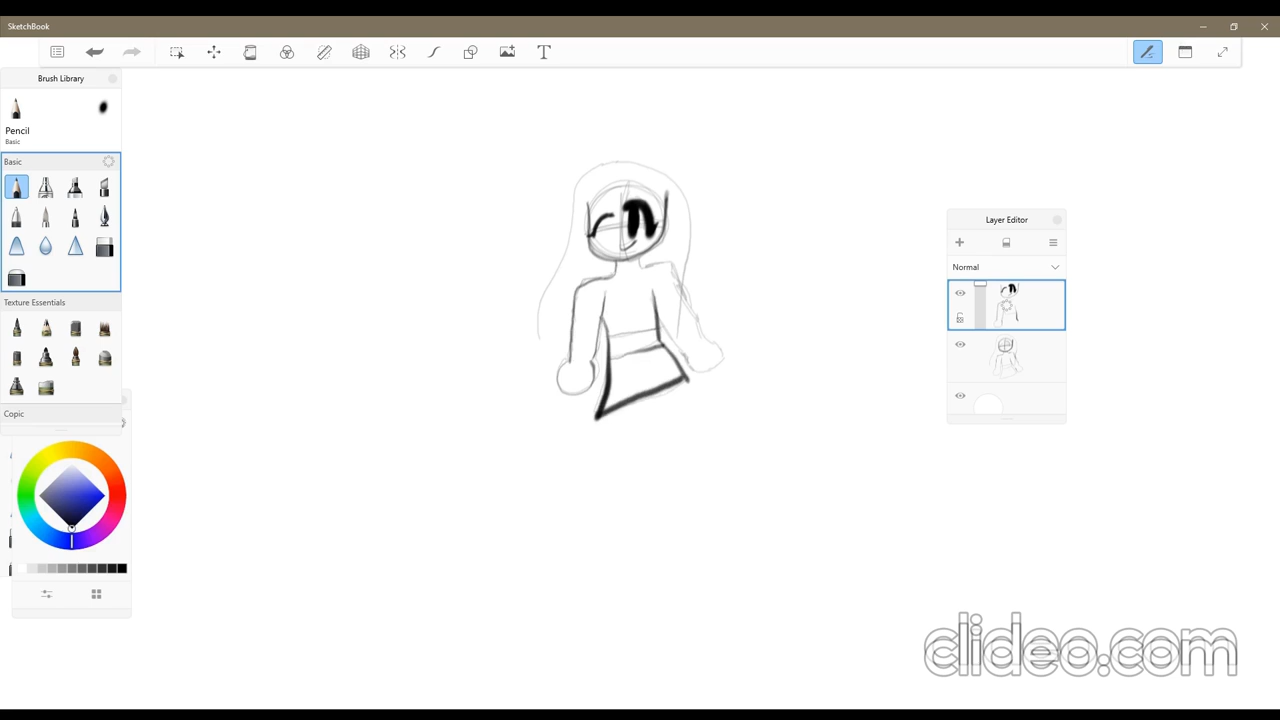 SketchBook
Brush Library
Pencil
Basic
Basic
Texture Essentials
Copic
Layer Editor
Normal
clideo.com